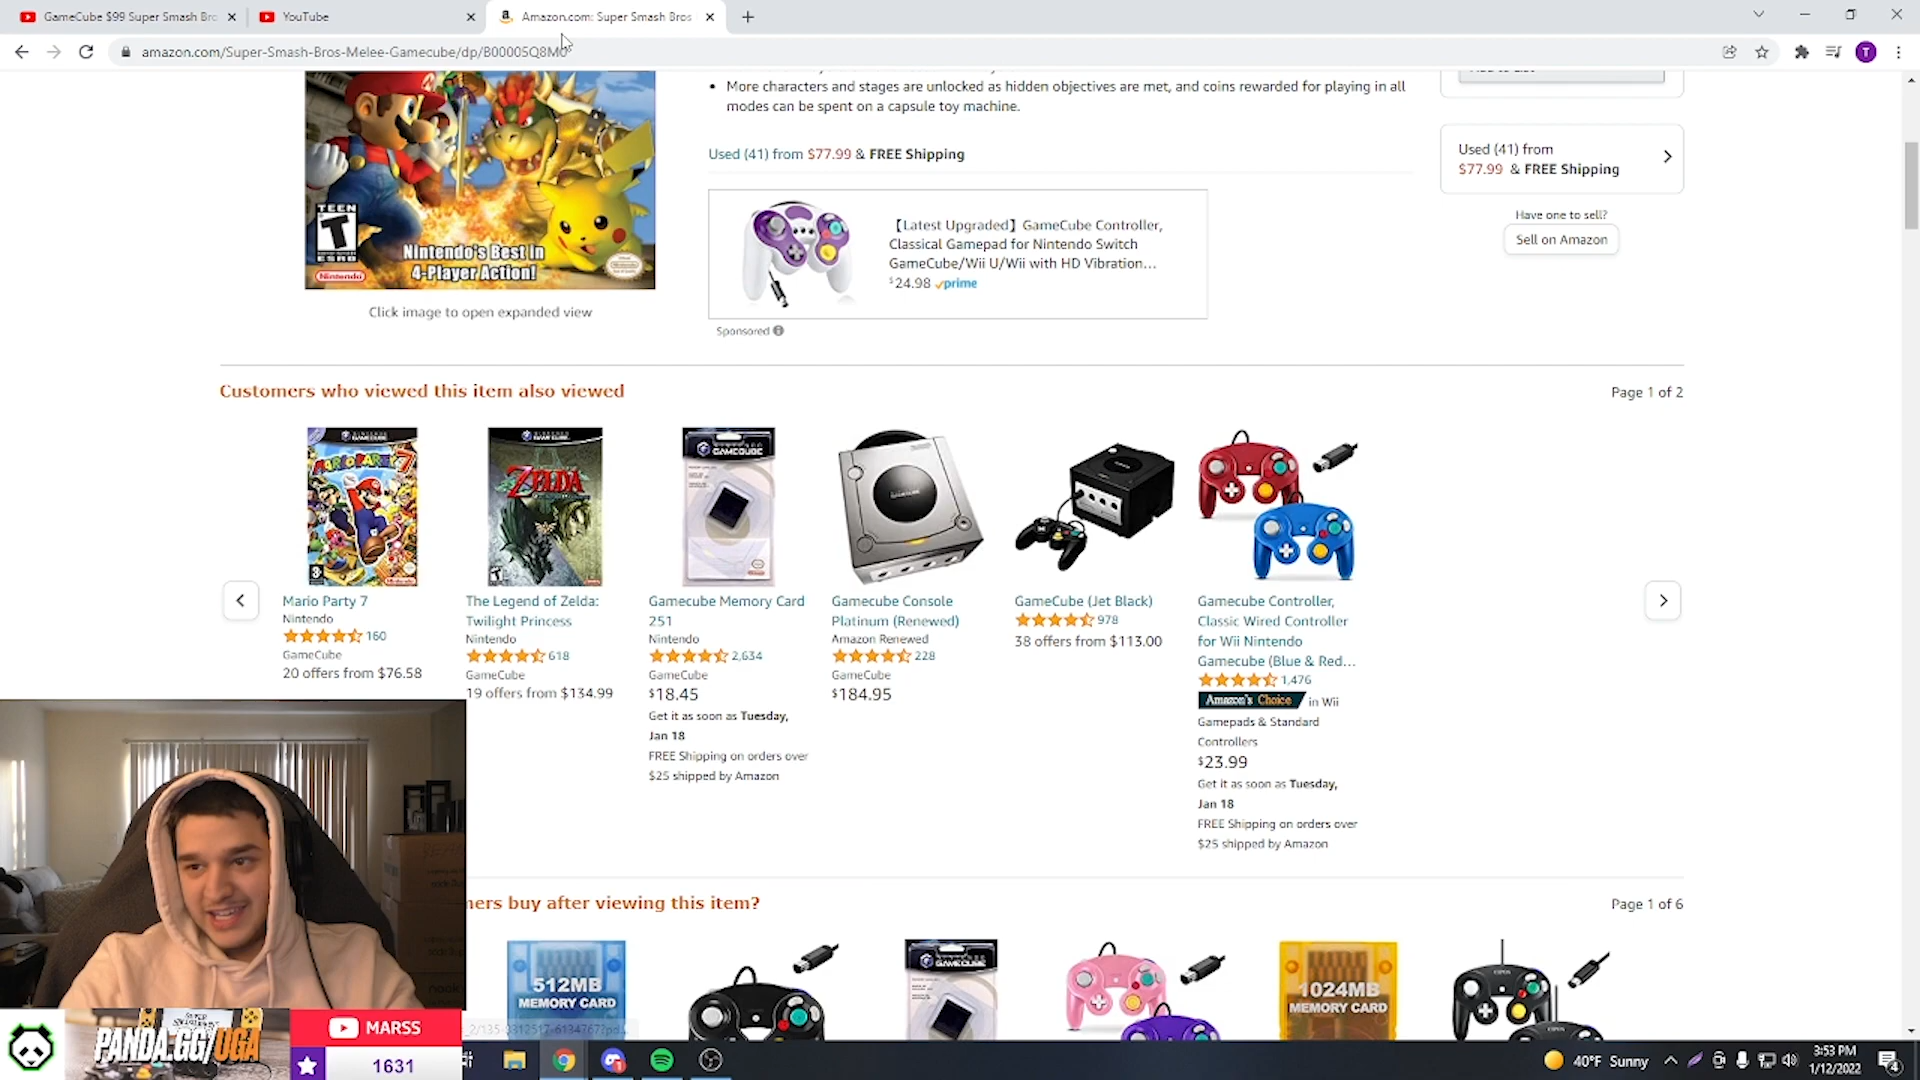 GameCube $99 Super Smash Bro
YouTube
Amazon.com: Super Smash Bros
amazon.com/Super-Smash-Bros-Melee-Gamecube/dp/B00005Q8M0
T
More characters and stages are unlocked as hidden objectives are met, and coins rewarded for playing in all
modes can be spent on a capsule toy machine.
Used (41) from $77.99 & FREE Shipping
Used (41) from
$77.99 & FREE Shipping
Have one to sell?
Sell on Amazon
TEEN
T
ESRB
Nintendo
Nintendo's Best in
4-Player Action!
Click image to open expanded view
【Latest Upgraded】GameCube Controller,
Classical Gamepad for Nintendo Switch
GameCube/Wii U/Wii with HD Vibration...
$24.98 prime
Sponsored
Customers who viewed this item also viewed
Page 1 of 2
GAMECUBE
MARIO PARTY 7
ZELDA
GAMECUBE
Mario Party 7
Nintendo
160
GameCube
20 offers from $76.58
The Legend of Zelda:
Twilight Princess
Nintendo
618
GameCube
19 offers from $134.99
Gamecube Memory Card
251
Nintendo
2,634
GameCube
$18.45
Get it as soon as Tuesday,
Jan 18
FREE Shipping on orders over
$25 shipped by Amazon
Gamecube Console
Platinum (Renewed)
Amazon Renewed
228
GameCube
$184.95
GameCube (Jet Black)
978
38 offers from $113.00
Gamecube Controller,
Classic Wired Controller
for Wii Nintendo
Gamecube (Blue & Red...
1,476
Amazon's Choice in Wii
Gamepads & Standard
Controllers
$23.99
Get it as soon as Tuesday,
Jan 18
FREE Shipping on orders over
$25 shipped by Amazon
mers buy after viewing this item?
Page 1 of 6
512MB
MEMORY CARD
GAMECUBE
1024MB
MEMORY CARD
PANDA.GG/UGA
MARSS
1631
40°F Sunny
3:53 PM
1/12/2022
4